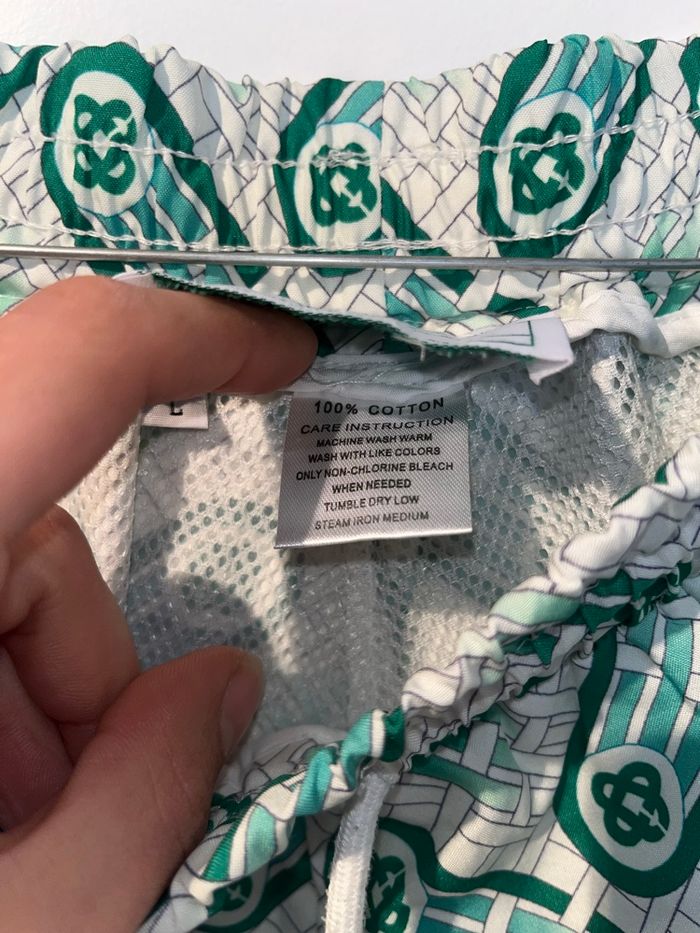 L
100% COTTON
CARE INSTRUCTION
MACHINE WASH WARM
WASH WITH LIKE COLORS
ONLY NON-CHLORINE BLEACH
WHEN NEEDED
TUMBLE DRY LOW
STEAM IRON MEDIUM